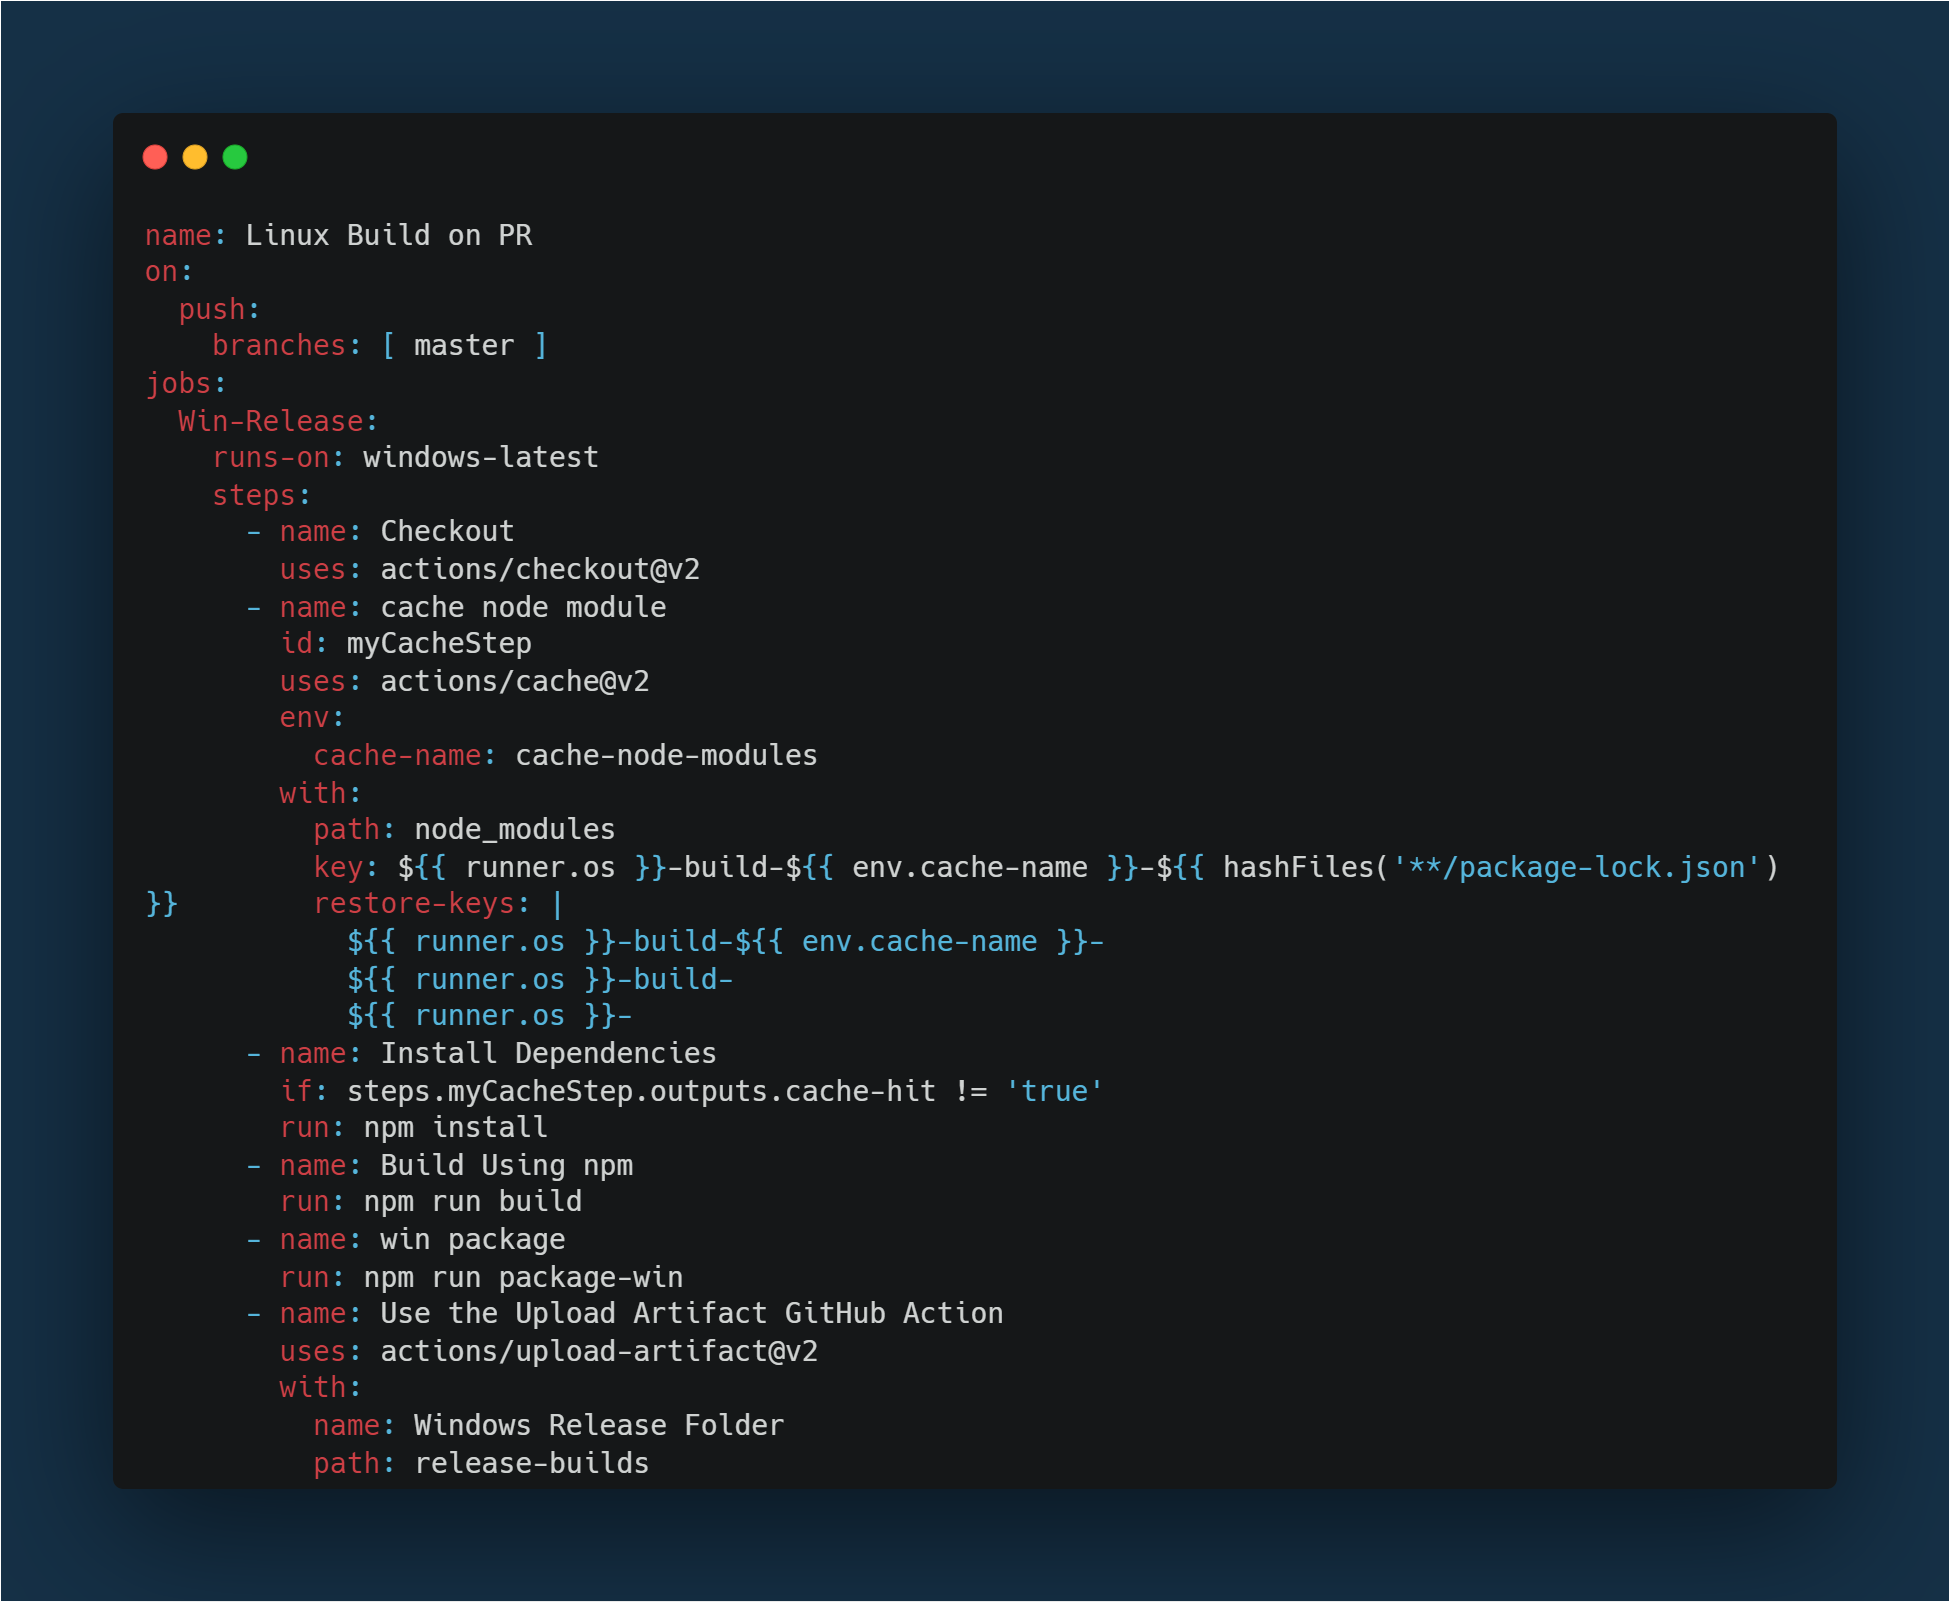 name: Linux Build on PR
on:
  push:
    branches: [ master ]
jobs:
  Win-Release:
    runs-on: windows-latest
    steps:
      - name: Checkout
        uses: actions/checkout@v2
      - name: cache node module
        id: myCacheStep
        uses: actions/cache@v2
        env:
          cache-name: cache-node-modules
        with:
          path: node_modules
          key: ${{ runner.os }}-build-${{ env.cache-name }}-${{ hashFiles('**/package-lock.json')
}}        restore-keys: |
            ${{ runner.os }}-build-${{ env.cache-name }}-
            ${{ runner.os }}-build-
            ${{ runner.os }}-
      - name: Install Dependencies
        if: steps.myCacheStep.outputs.cache-hit != 'true'
        run: npm install
      - name: Build Using npm
        run: npm run build
      - name: win package
        run: npm run package-win
      - name: Use the Upload Artifact GitHub Action
        uses: actions/upload-artifact@v2
        with:
          name: Windows Release Folder
          path: release-builds